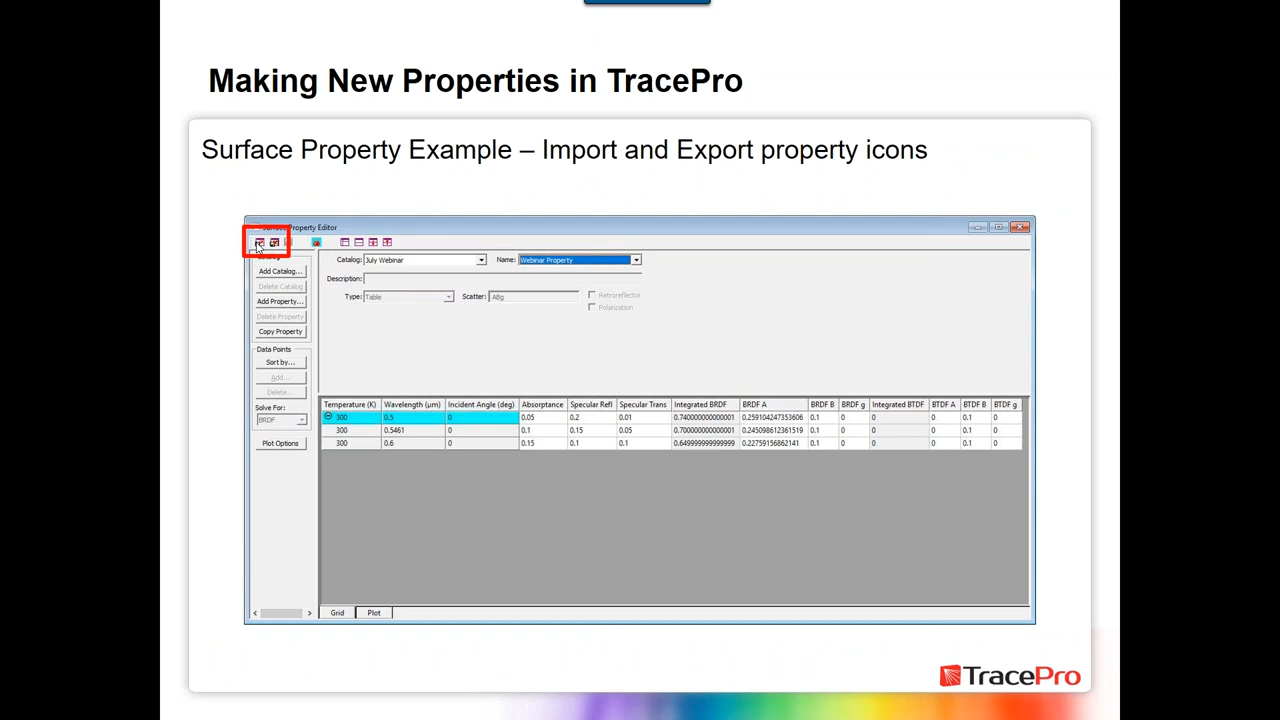 Making New Properties in TracePro
Surface Property Example – Import and Export property icons
Property Editor
Catalog: July Webinar Name: Webinar Property
Add Catalog... Description:
Delete Catalog
Add Property... Type: Table Scatter: ABg Retroreflector
Polarization
Delete Property
Copy Property
Data Points
Sort by...
Add...
Delete...
Solve For:
BRDF
Plot Options
Temperature (K) Wavelength (µm) Incident Angle (deg) Absorptance Specular Refl Specular Trans Integrated BRDF BRDF A BRDF B BRDF g Integrated BTDF BTDF A BTDF B BTDF g
300 0.5 0 0.05 0.2 0.01 0.740000000000001 0.259104247353606 0.1 0 0 0 0.1 0
300 0.5461 0 0.1 0.15 0.05 0.700000000000001 0.245098612361519 0.1 0 0 0 0.1 0
300 0.6 0 0.15 0.1 0.1 0.649999999999999 0.22759156862141 0.1 0 0 0 0.1 0
Grid Plot
TracePro